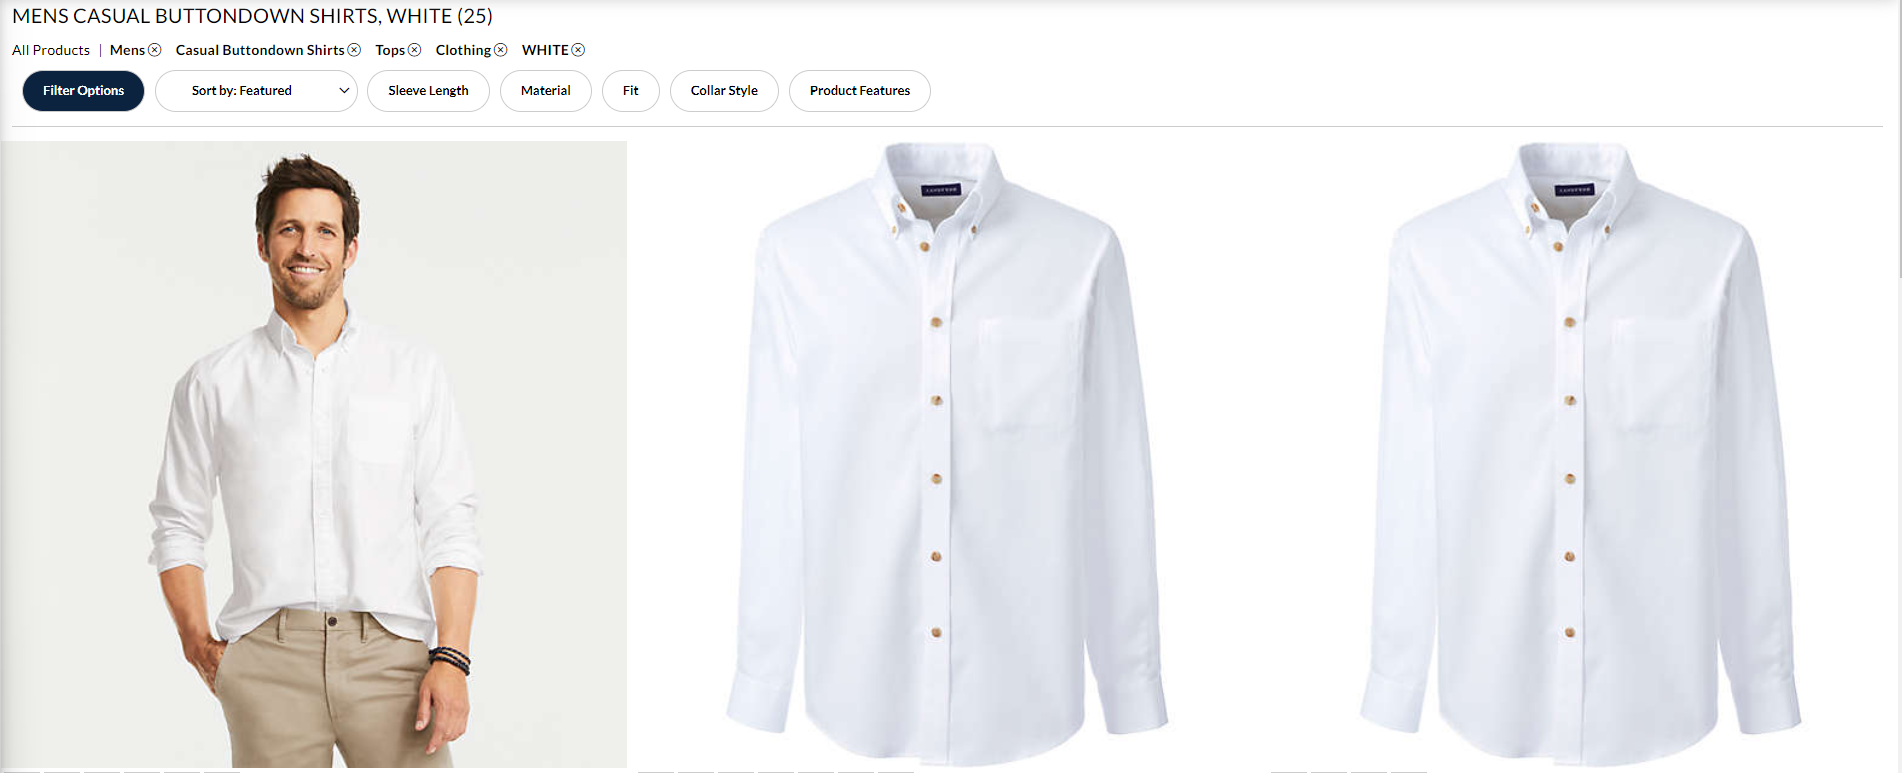 MENS CASUAL BUTTONDOWN SHIRTS, WHITE (25)
All Products | Mens Casual Buttondown Shirts Tops Clothing WHITE
Filter Options Sort by: Featured Sleeve Length Material Fit Collar Style Product Features